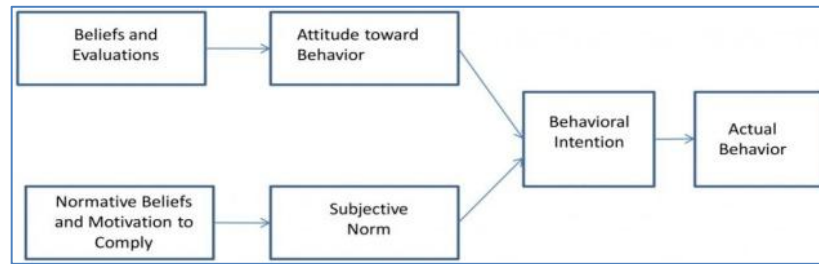 Beliefs and
Evaluations
Attitude toward
Behavior
Behavioral
Intention
Actual
Behavior
Normative Beliefs
and Motivation to
Comply
Subjective
Norm